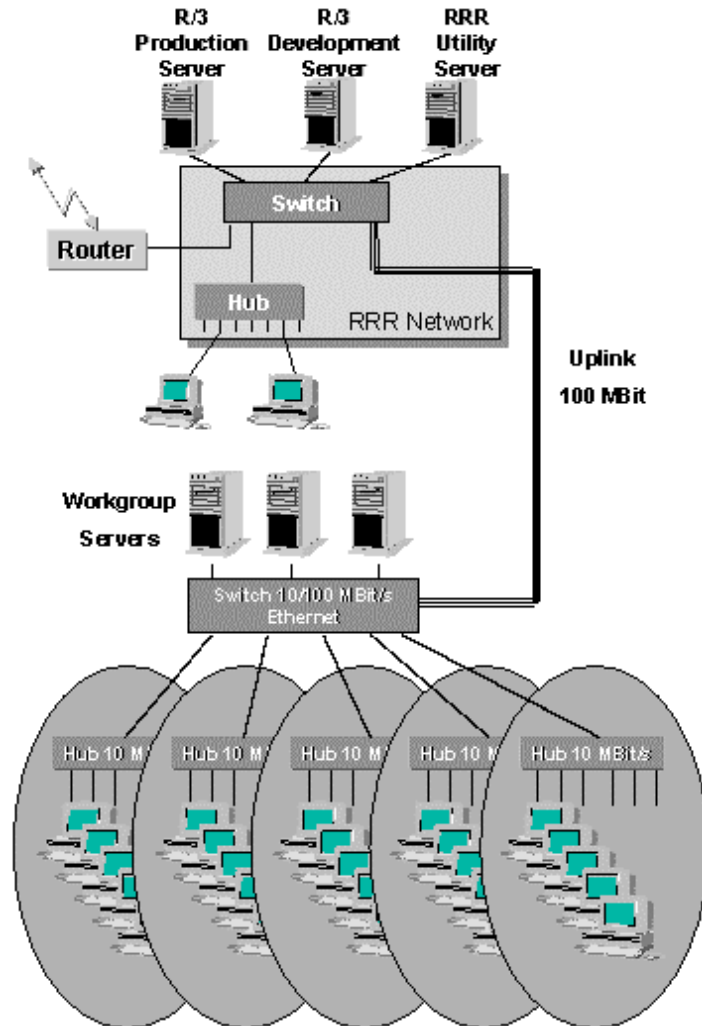 R/3
Production
Server
R/3
Development
Server
RRR
Utility
Server
Switch
Router
Hub
RRR Network
Uplink
100 MBit
Workgroup
Servers
Switch 10/100 MBit/s
Ethernet
Hub 10 M
Hub 10 M
Hub 10 M
Hub 10 M
Hub 10 MBit/s